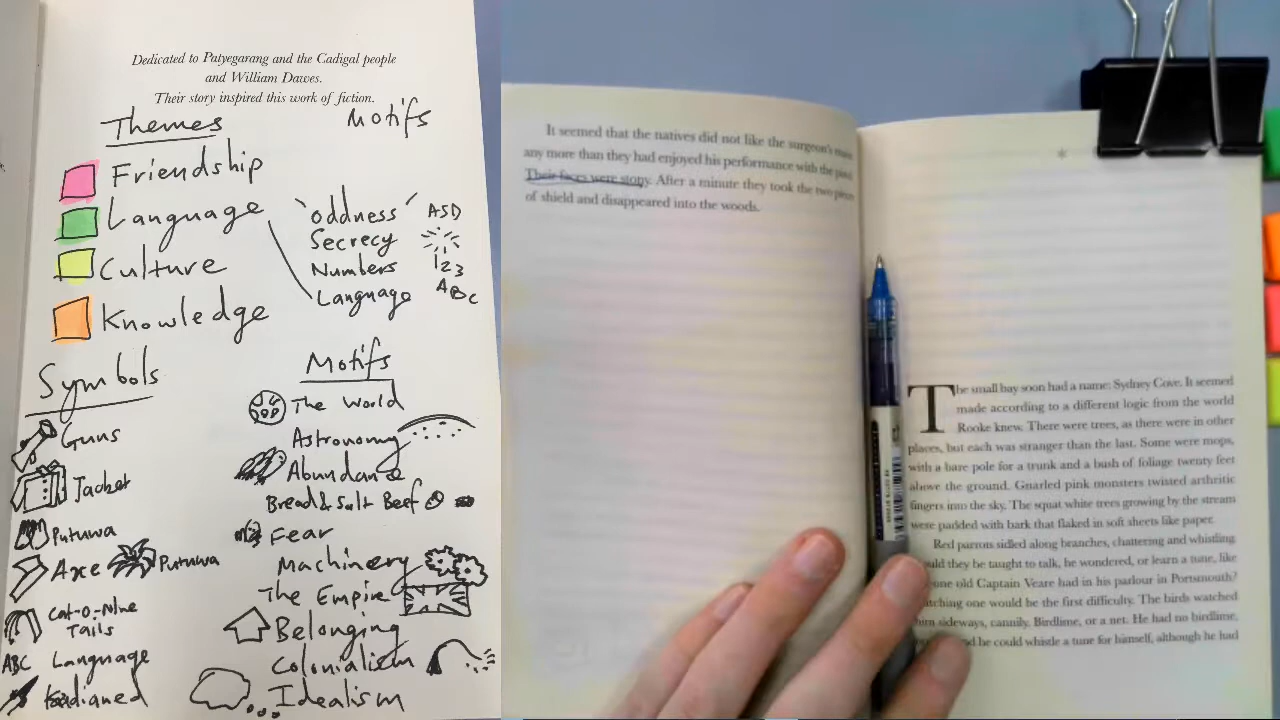 Dedicated to Patyegarang and the Cadigal people
and William Dawes.
Their story inspired this work of fiction.
Themes
Friendship
Language
Culture
Knowledge
Motifs
'oddness' ASD
Secrecy
Numbers 123
Language ABC
Symbols
Guns
Jacket
Putuwa
Axe
Putuwa
Cat-O-Nine
Tails
ABC Language
Kamara
Motifs
The World
Astronomy
Abundance
Bread & Salt Beef
Fear
Machinery
The Empire
Belonging
Colonialism
Idealism
It seemed that the natives did not like the surgeon's
any more than they had enjoyed his performance with the
Their faces were stony. After a minute they took the two pieces
of shield and disappeared into the woods.
*
The small bay soon had a name: Sydney Cove. It seemed
made according to a different logic from the world
Rooke knew. There were trees, as there were in other
places, but each was stranger than the last. Some were mops,
with a bare pole for a trunk and a bush of foliage twenty feet
above the ground. Gnarled pink monsters twisted arthritic
fingers into the sky. The squat white trees growing by the stream
were padded with bark that flaked in soft sheets like paper.
Red parrots sidled along branches, chattering and whistling.
they be taught to talk, he wondered, or learn a tune, like
one old Captain Veare had in his parlour in Portsmouth?
one would be the first difficulty. The birds watched
sideways, cannily. Birdlime, or a net. He had no birdlime,
he could whistle a tune for himself, although he had